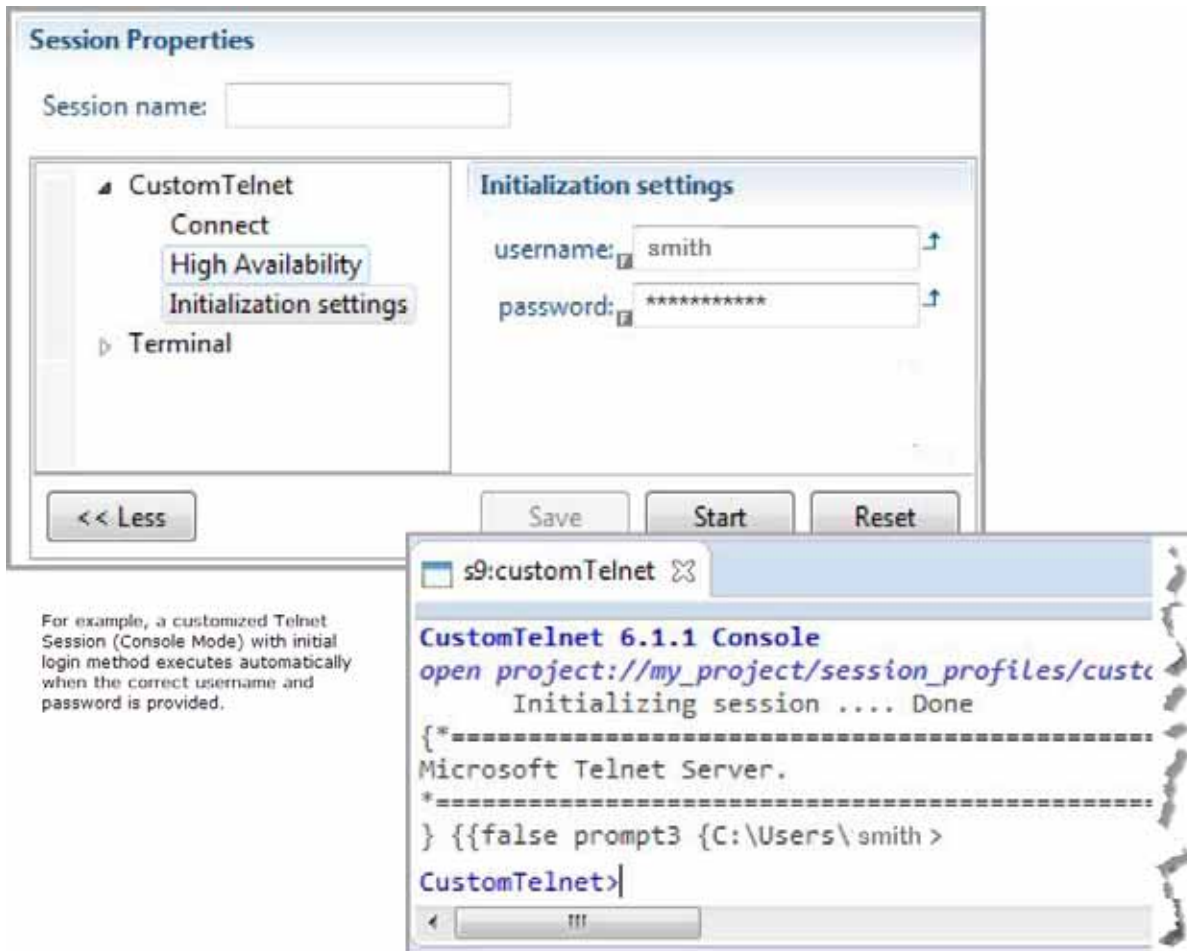 Session Properties
Session name:
CustomTelnet
Connect
High Availability
Initialization settings
Terminal
Initialization settings
username: smith
password: ***********
<< Less
Save
Start
Reset
For example, a customized Telnet
Session (Console Mode) with initial
login method executes automatically
when the correct username and
password is provided.
s9:customTelnet
CustomTelnet 6.1.1 Console
open project://my_project/session_profiles/custo
Initializing session .... Done
{*==============================================
Microsoft Telnet Server.
*===============================================
} {{false prompt3 {C:\Users\ smith >
CustomTelnet>